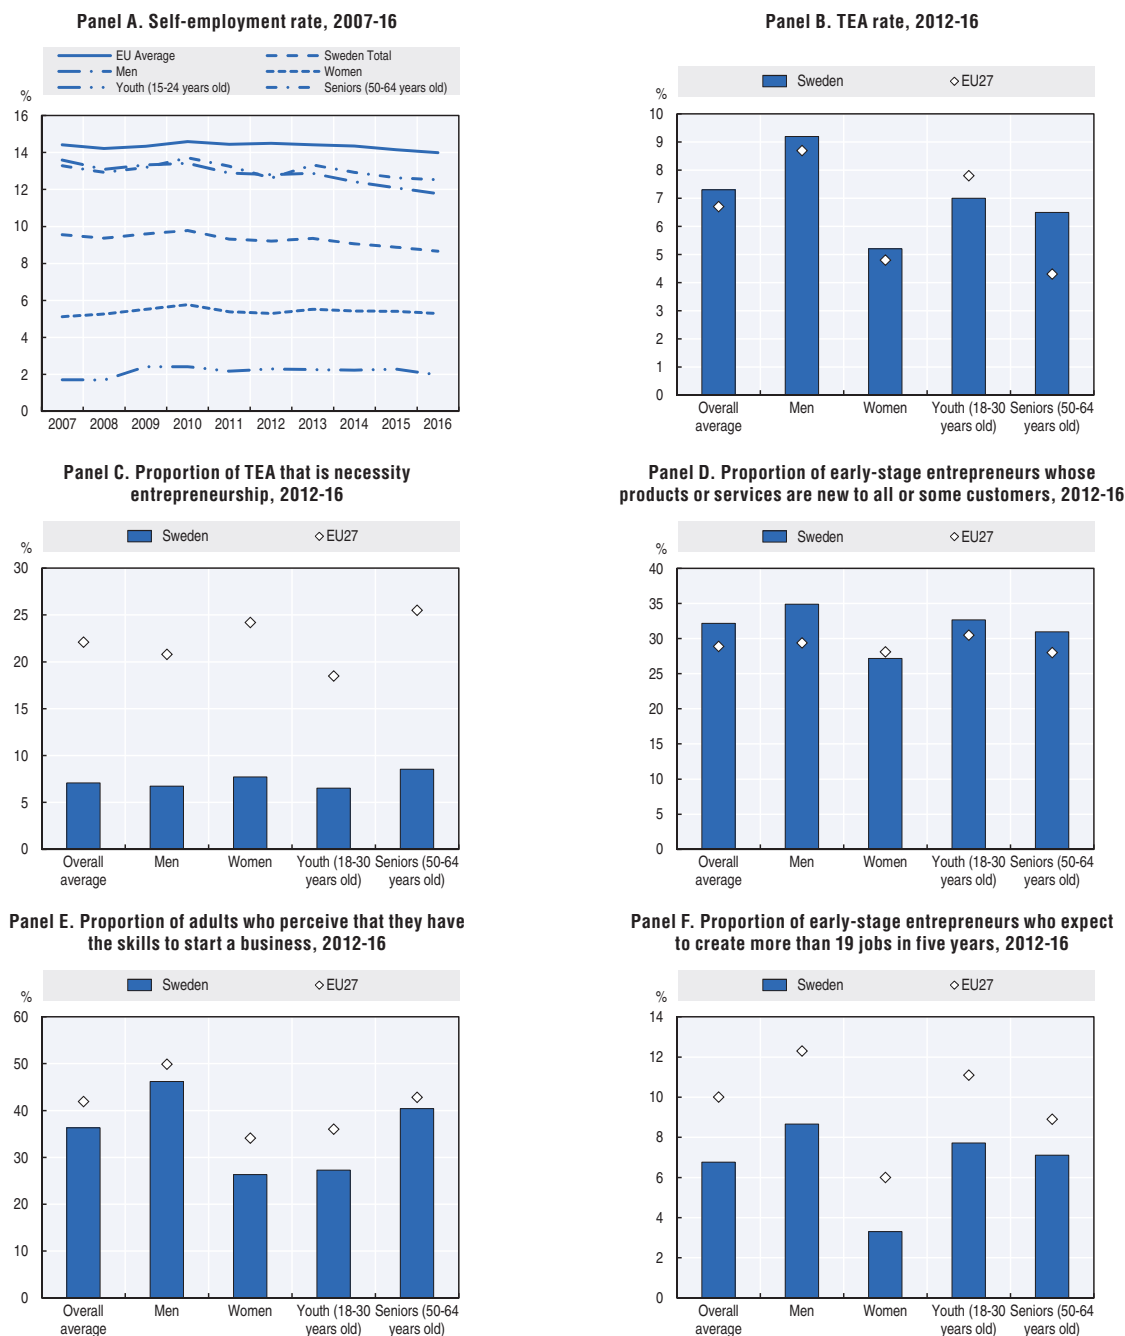 Panel A. Self-employment rate, 2007-16
EU Average
Sweden Total
Men
Women
Youth (15-24 years old)
Seniors (50-64 years old)
%
16
14
12
10
8
6
4
2
0
2007 2008 2009 2010 2011 2012 2013 2014 2015 2016
Panel B. TEA rate, 2012-16
Sweden
EU27
%
10
9
8
7
6
5
4
3
2
1
0
Overall Men Women Youth (18-30 Seniors (50-64
average years old) years old)
Panel C. Proportion of TEA that is necessity
entrepreneurship, 2012-16
Sweden
EU27
%
30
25
20
15
10
5
0
Overall Men Women Youth (18-30 Seniors (50-64
average years old) years old)
Panel D. Proportion of early-stage entrepreneurs whose
products or services are new to all or some customers, 2012-16
Sweden
EU27
%
40
35
30
25
20
15
10
5
0
Overall Men Women Youth (18-30 Seniors (50-64
average years old) years old)
Panel E. Proportion of adults who perceive that they have
the skills to start a business, 2012-16
Sweden
EU27
%
60
50
40
30
20
10
0
Overall Men Women Youth (18-30 Seniors (50-64
average years old) years old)
Panel F. Proportion of early-stage entrepreneurs who expect
to create more than 19 jobs in five years, 2012-16
Sweden
EU27
%
14
12
10
8
6
4
2
0
Overall Men Women Youth (18-30 Seniors (50-64
average years old) years old)